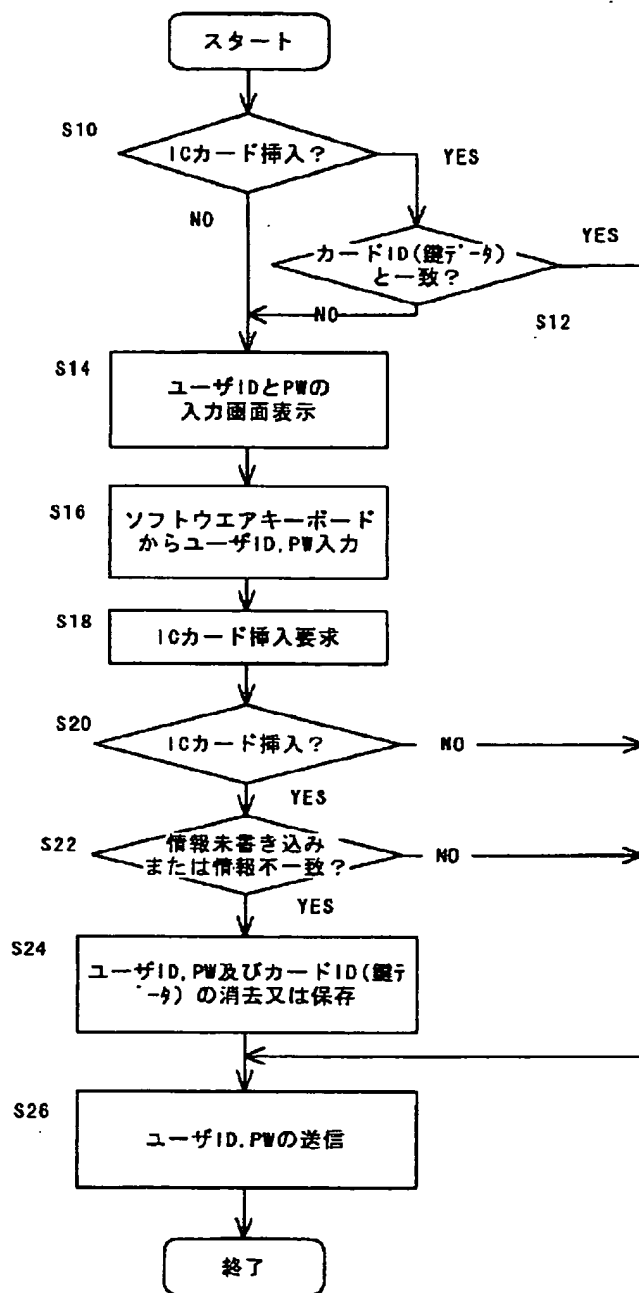 スタート
S10
ICカード挿入？
YES
NO
カードID(鍵ﾃﾞｰﾀ)
と一致？
YES
NO
S12
S14
ユーザIDとPWの
入力画面表示
S16
ソフトウエアキーボード
からユーザID,PW入力
S18
ICカード挿入要求
S20
ICカード挿入？
NO
YES
S22
情報未書き込み
または情報不一致？
NO
YES
S24
ユーザID,PW及びカードID(鍵ﾃ
ﾞｰﾀ)の消去又は保存
S26
ユーザID.PWの送信
終了